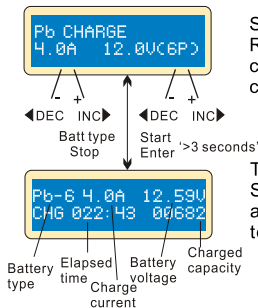 Pb CHARGE
4.0A 12.0V(6P)
- + - +
◀DEC INC▶ ◀DEC INC▶
Batt type Start
Stop Enter '>3 seconds'
Pb-6 4.0A 12.59V
CHG 022:43 00682
Battery type
Elapsed time
Charge current
Battery voltage
Charged capacity